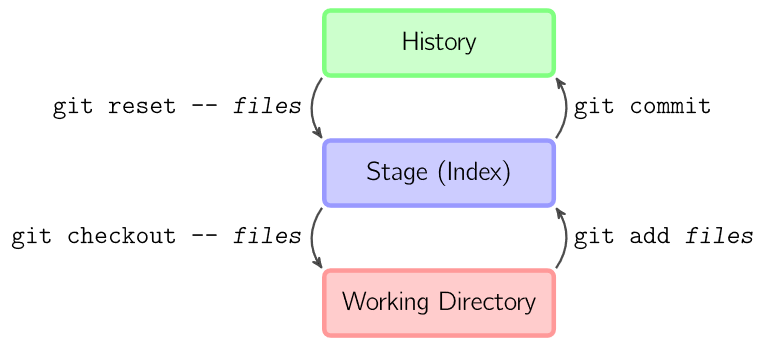 History
git reset -- files
git commit
Stage (Index)
git checkout -- files
git add files
Working Directory